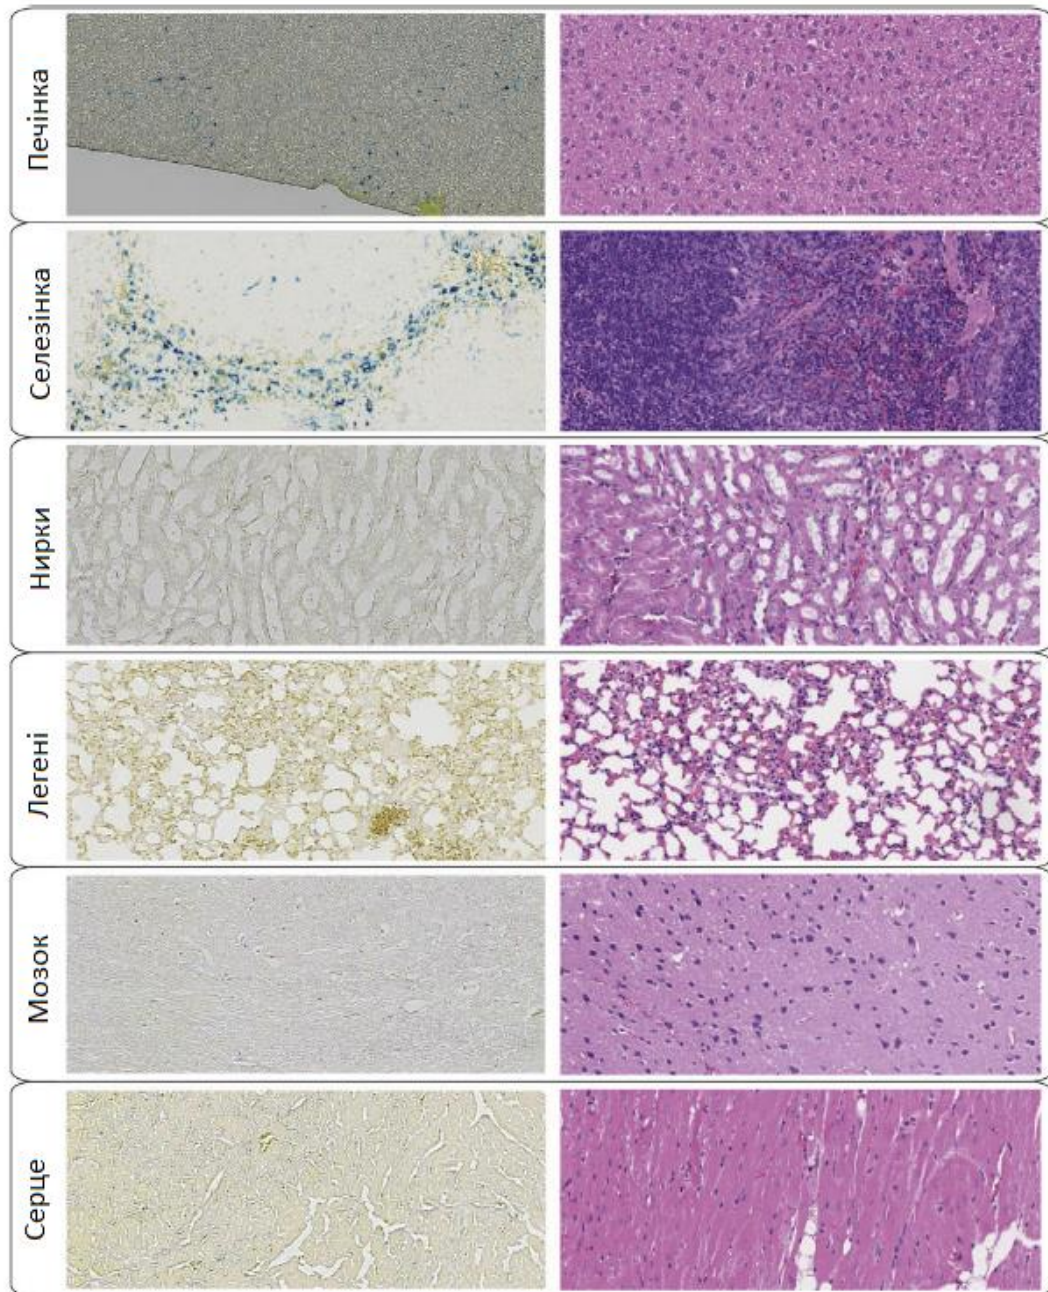 Печінка
Селезінка
Нирки
Легені
Мозок
Серце